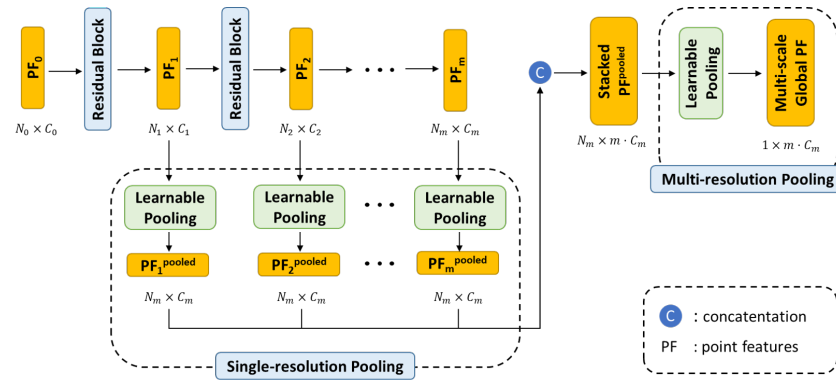 PF0
Residual Block
PF1
Residual Block
PF2
• • •
PFm
N0 × C0
N1 × C1
N2 × C2
Nm × Cm
C
Stacked
PFpooled
Nm × m · Cm
Learnable
Pooling
Multi-scale
Global PF
1 × m · Cm
Multi-resolution Pooling
Learnable
Pooling
Learnable
Pooling
• • •
Learnable
Pooling
PF1pooled
PF2pooled
• • •
PFmpooled
Nm × Cm
Nm × Cm
Nm × Cm
Single-resolution Pooling
C : concatentation
PF : point features